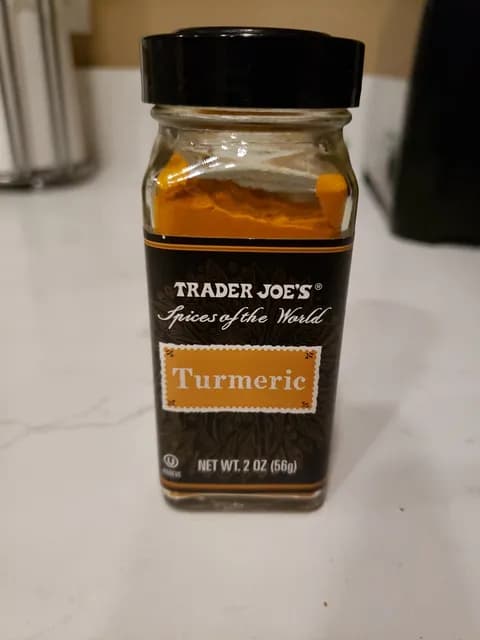 TRADER JOE'S®
Spices of the World
Turmeric
NET WT. 2 OZ (56g)